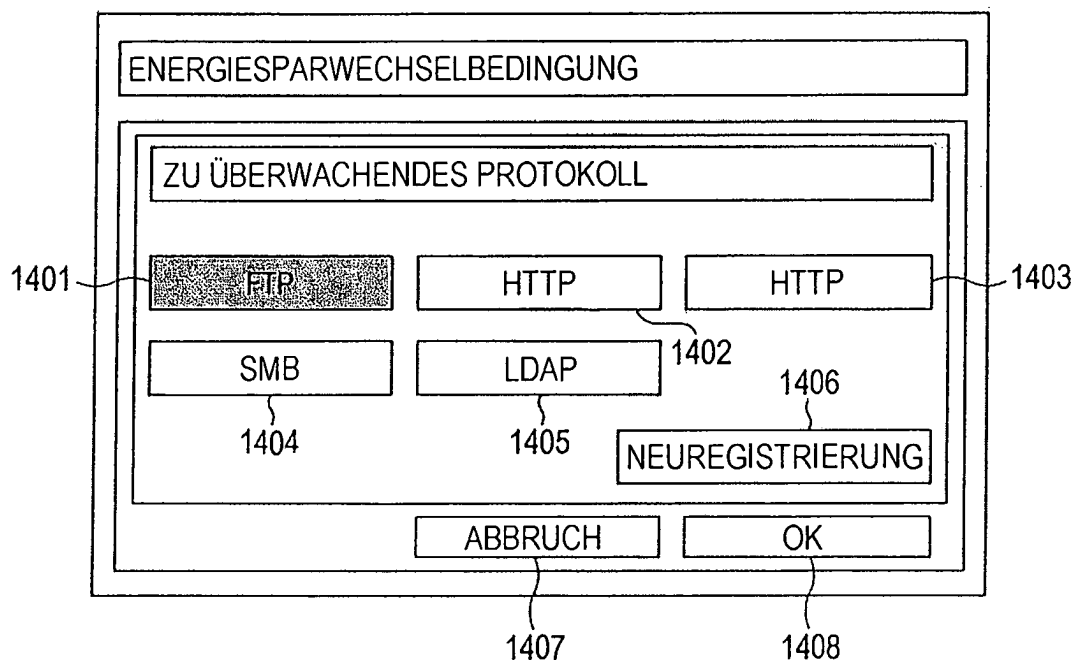 ENERGIESPARWECHSELBEDINGUNG
ZU ÜBERWACHENDES PROTOKOLL
1401 FTP HTTP HTTP 1403
1402
SMB LDAP
1404 1405 1406
NEUREGISTRIERUNG
ABBRUCH OK
1407 1408